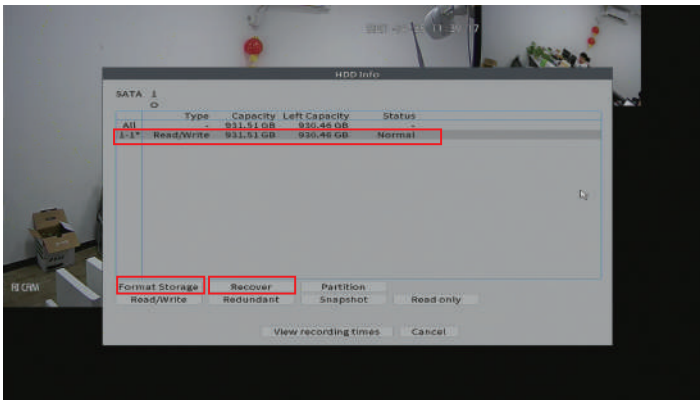 HDD Info
SATA 1
O
Type Capacity Left Capacity Status
All - 931.51 GB 930.46 GB -
1-1* Read/Write 931.51 GB 930.46 GB Normal
Format Storage Recover Partition
Read/Write Redundant Snapshot Read only
View recording times Cancel